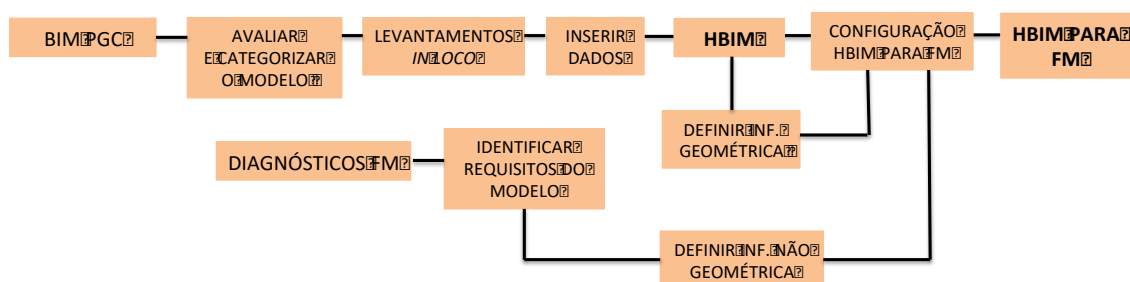 BIM PGC
AVALIAR
E CATEGORIZAR
O MODELO
LEVANTAMENTOS
IN LOCO
INSERIR
DADOS
HBIM
CONFIGURAÇÃO
HBIM PARA FM
HBIM PARA
FM
DEFINIR INF.
GEOMÉTRICA
DIAGNÓSTICOS FM
IDENTIFICAR
REQUISITOS DO
MODELO
DEFINIR INF. NÃO
GEOMÉTRICA